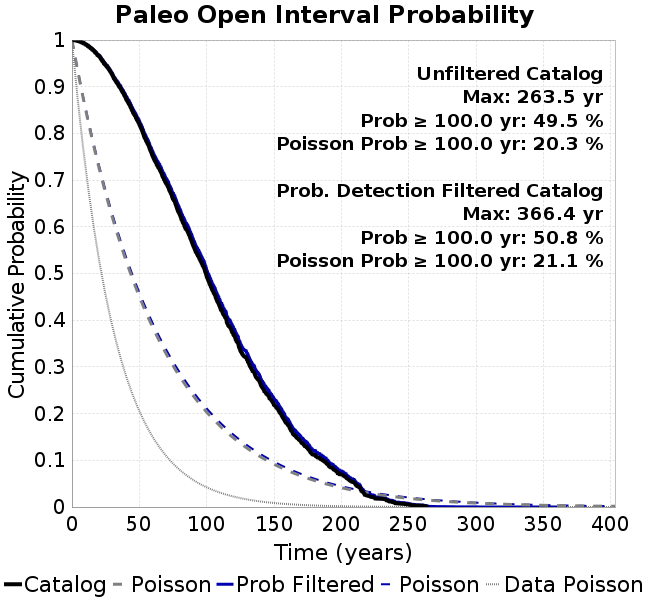 Paleo Open Interval Probability
Unfiltered Catalog
Max: 263.5 yr
Prob ≥ 100.0 yr: 49.5 %
Poisson Prob ≥ 100.0 yr: 20.3 %
Prob. Detection Filtered Catalog
Max: 366.4 yr
Prob ≥ 100.0 yr: 50.8 %
Poisson Prob ≥ 100.0 yr: 21.1 %
Cumulative Probability
1
0.9
0.8
0.7
0.6
0.5
0.4
0.3
0.2
0.1
0
0 50 100 150 200 250 300 350 400
Time (years)
Catalog Poisson Prob Filtered Poisson Data Poisson